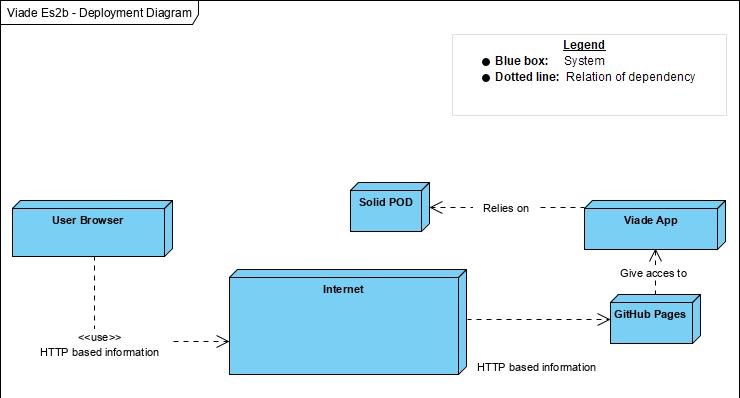 Viade Es2b - Deployment Diagram
Legend
Blue box: System
Dotted line: Relation of dependency
Solid POD
User Browser
Relies on
Viade App
Give acces to
Internet
GitHub Pages
<<use>>
HTTP based information
HTTP based information